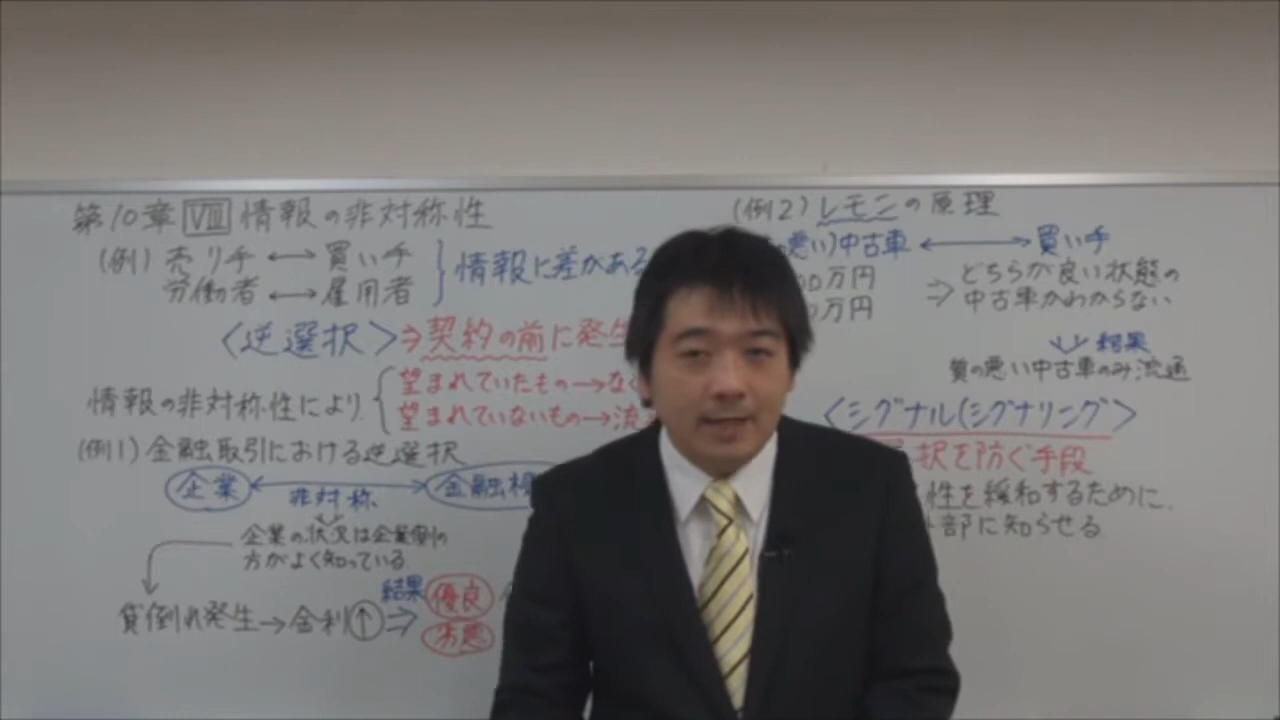 第10章 Ⅷ 情報の非対称性
(例) 売り手 ←→ 買い手
労働者 ←→ 雇用者
情報に差がある
〈逆選択〉⇒契約の前に発生
情報の非対称性により
望まれていたもの→なく
望まれていないもの→流
(例1) 金融取引における逆選択
企業 ←→ 金融機
非対称
企業の状況は企業側の
方がよく知っている
貸倒れ発生→金利↑⇒
結果
優良
劣悪
(例2) レモンの原理
悪い)中古車 ←→ 買い手
00万円
万円
⇒ どちらが良い状態の
中古車かわからない
結果
質の悪い中古車のみ流通
〈シグナル(シグナリング〉
択を防ぐ手段
性を緩和するために、
部に知らせる